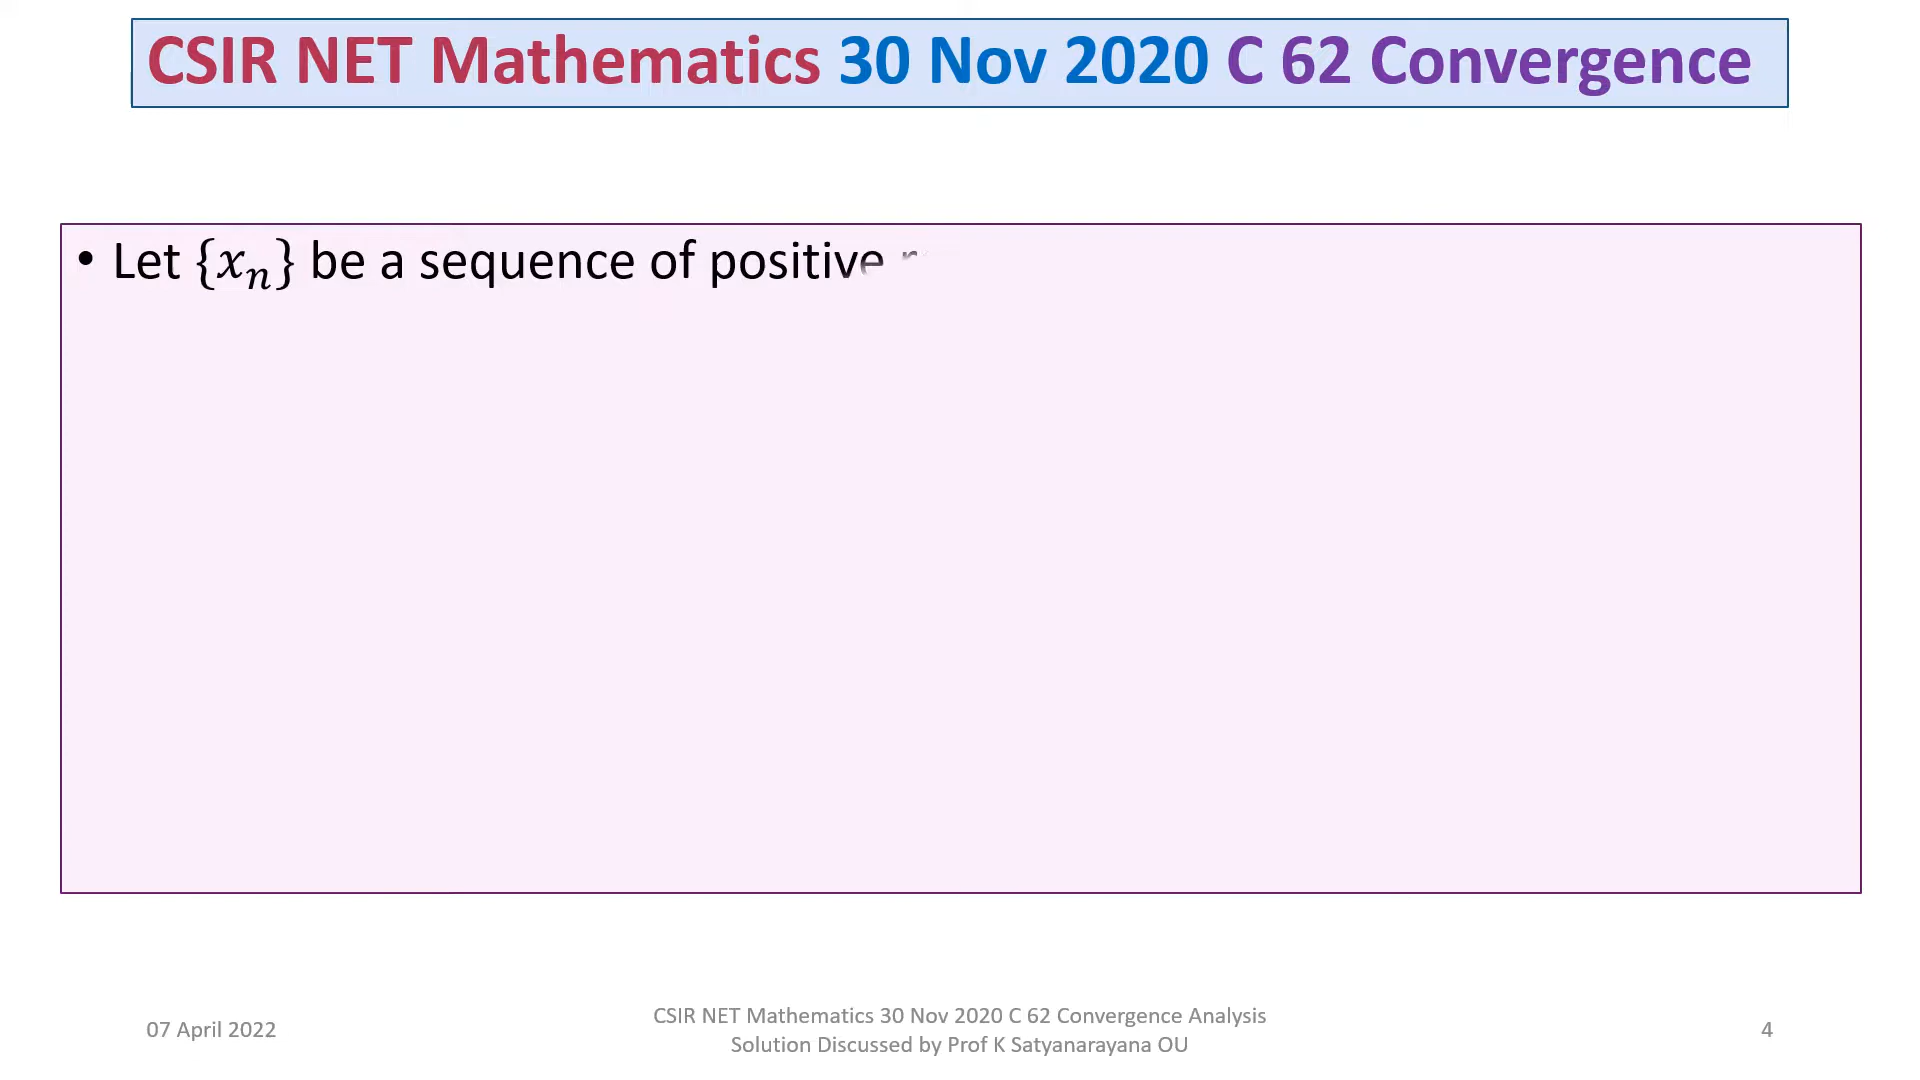 CSIR NET Mathematics 30 Nov 2020 C 62 Convergence
• Let {𝑥ₙ} be a sequence of positive
07 April 2022
CSIR NET Mathematics 30 Nov 2020 C 62 Convergence Analysis
Solution Discussed by Prof K Satyanarayana OU
4